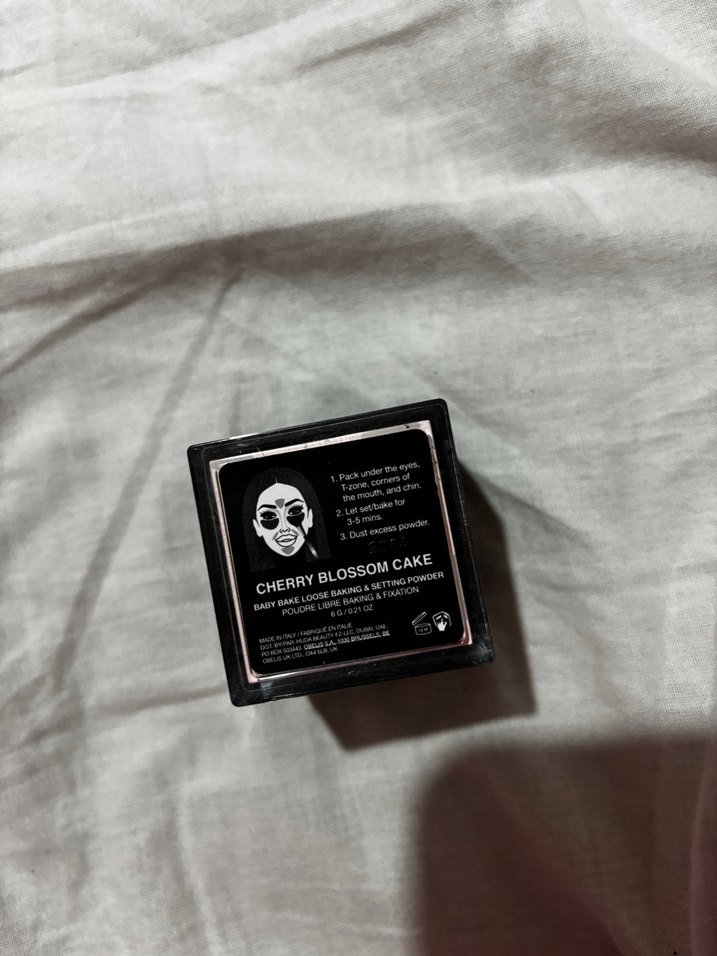 1. Pack under the eyes,
T-zone, corners of
the mouth, and chin.
2. Let set/bake for
3-5 mins.
3. Dust excess powder.
CHERRY BLOSSOM CAKE
BABY BAKE LOOSE BAKING & SETTING POWDER
POUDRE LIBRE BAKING & FIXATION
6 G / 0.21 OZ
MADE IN ITALY / FABRIQUÉ EN ITALIE
DIST. BY/PAR: HUDA BEAUTY FZ-LLC, DUBAI, UAE,
PO BOX 503443. OBELIS S.A., 1030 BRUSSELS, BE
OBELIS UK LTD., OX4 6LB, UK